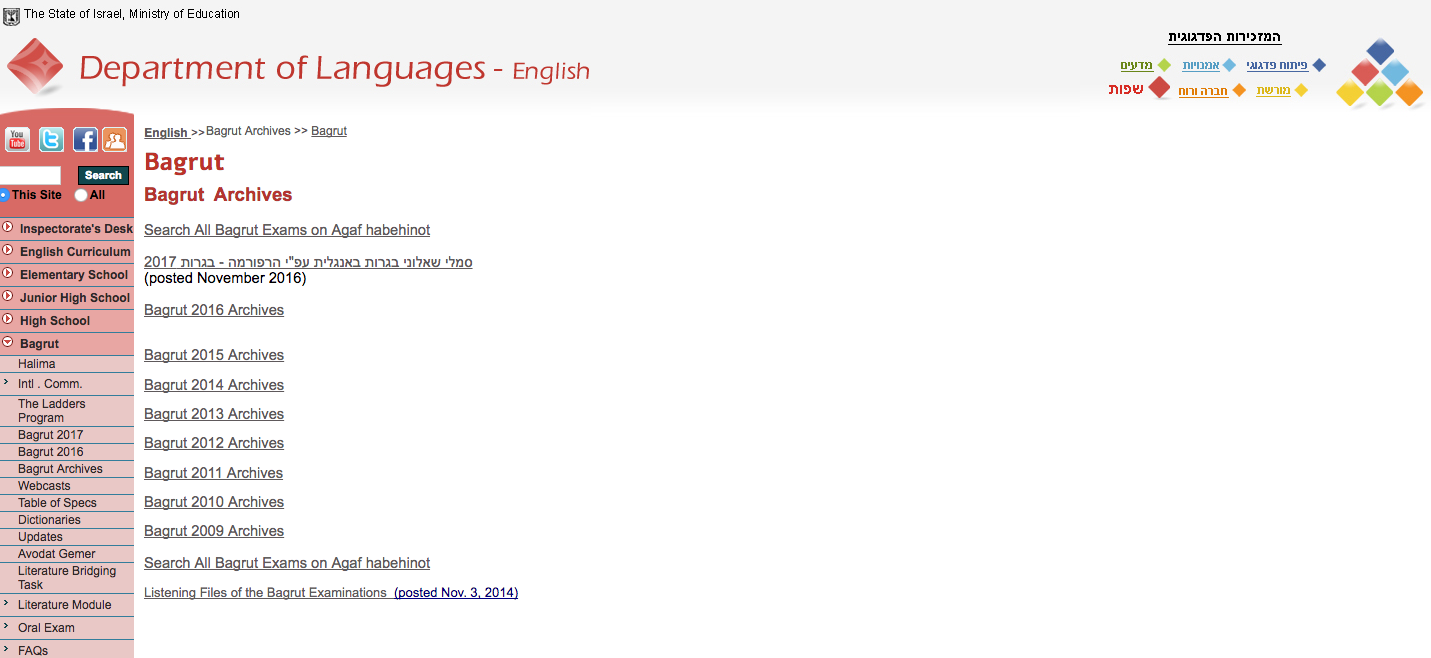 The State of Israel, Ministry of Education
Department of Languages - English
המזכירות הפדגוגית
פיתוח פדגוגי אמנויות מדעים
מורשת חברה ורוח שפות
You Tube
Search
This Site All
Inspectorate's Desk
English Curriculum
Elementary School
Junior High School
High School
Bagrut
Halima
Intl . Comm.
The Ladders
Program
Bagrut 2017
Bagrut 2016
Bagrut Archives
Webcasts
Table of Specs
Dictionaries
Updates
Avodat Gemer
Literature Bridging
Task
Literature Module
Oral Exam
FAQs
English >>Bagrut Archives >> Bagrut
Bagrut
Bagrut Archives
Search All Bagrut Exams on Agaf habehinot
סמלי שאלוני בגרות באנגלית עפ"י הרפורמה - בגרות 2017
(posted November 2016)
Bagrut 2016 Archives
Bagrut 2015 Archives
Bagrut 2014 Archives
Bagrut 2013 Archives
Bagrut 2012 Archives
Bagrut 2011 Archives
Bagrut 2010 Archives
Bagrut 2009 Archives
Search All Bagrut Exams on Agaf habehinot
Listening Files of the Bagrut Examinations (posted Nov. 3, 2014)